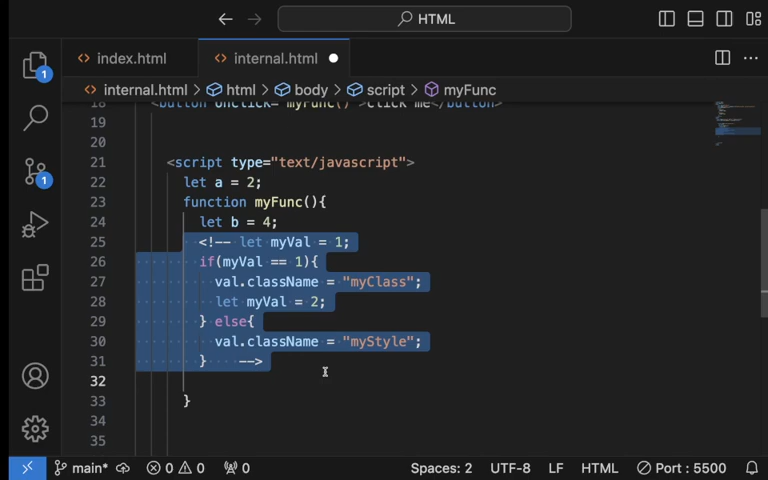 HTML
index.html
internal.html
internal.html > html > body > script > myFunc
18 <button onclick="myFunc()">click me</button>
19
20
21 <script type="text/javascript">
22 let a = 2;
23 function myFunc(){
24 let b = 4;
25 <!-- let myVal = 1;
26 if(myVal == 1){
27 val.className = "myClass";
28 let myVal = 2;
29 } else{
30 val.className = "myStyle";
31 } -->
32
33 }
34
35
1
1
main* 0 0 0 Spaces: 2 UTF-8 LF HTML Port : 5500